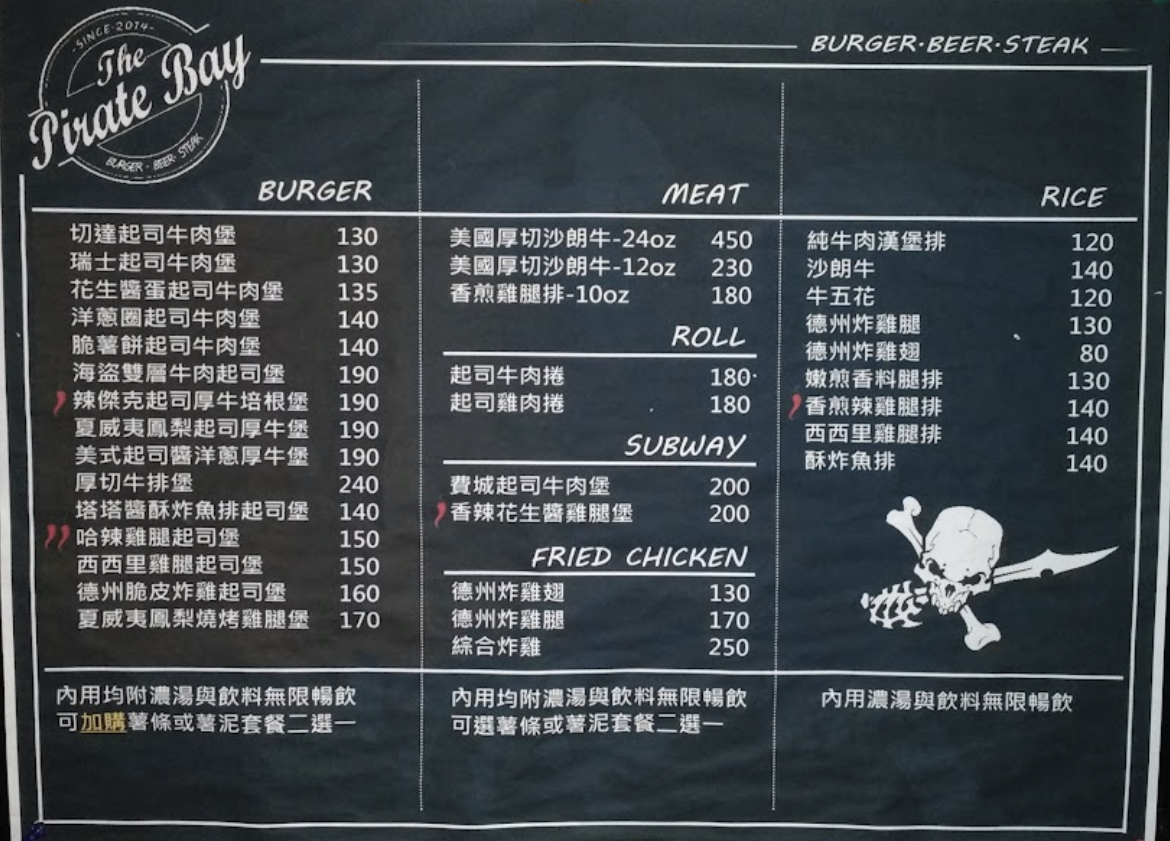 SINCE·2014
The
Pirate Bay
BURGER · BEER · STEAK
BURGER·BEER·STEAK
BURGER
切達起司牛肉堡 130
瑞士起司牛肉堡 130
花生醬蛋起司牛肉堡 135
洋蔥圈起司牛肉堡 140
脆薯餅起司牛肉堡 140
海盜雙層牛肉起司堡 190
辣傑克起司厚牛培根堡 190
夏威夷鳳梨起司厚牛堡 190
美式起司醬洋蔥厚牛堡 190
厚切牛排堡 240
塔塔醬酥炸魚排起司堡 140
哈辣雞腿起司堡 150
西西里雞腿起司堡 150
德州脆皮炸雞起司堡 160
夏威夷鳳梨燒烤雞腿堡 170
內用均附濃湯與飲料無限暢飲
可加購薯條或薯泥套餐二選一
MEAT
美國厚切沙朗牛-24oz 450
美國厚切沙朗牛-12oz 230
香煎雞腿排-10oz 180
ROLL
起司牛肉捲 180
起司雞肉捲 180
SUBWAY
費城起司牛肉堡 200
香辣花生醬雞腿堡 200
FRIED CHICKEN
德州炸雞翅 130
德州炸雞腿 170
綜合炸雞 250
內用均附濃湯與飲料無限暢飲
可選薯條或薯泥套餐二選一
RICE
純牛肉漢堡排 120
沙朗牛 140
牛五花 120
德州炸雞腿 130
德州炸雞翅 80
嫩煎香料腿排 130
香煎辣雞腿排 140
西西里雞腿排 140
酥炸魚排 140
內用濃湯與飲料無限暢飲